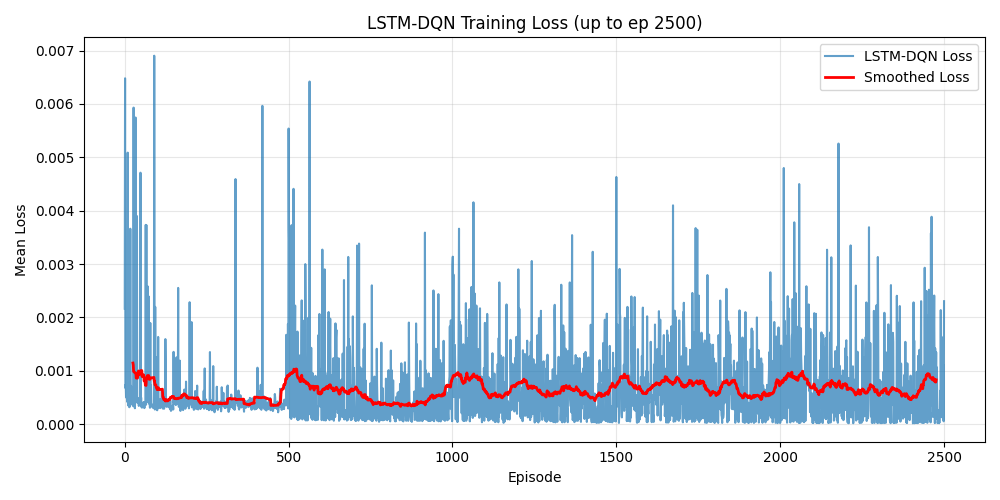 LSTM-DQN Training Loss (up to ep 2500)
LSTM-DQN Loss
Smoothed Loss
Mean Loss
0.007
0.006
0.005
0.004
0.003
0.002
0.001
0.000
0
500
1000
1500
2000
2500
Episode